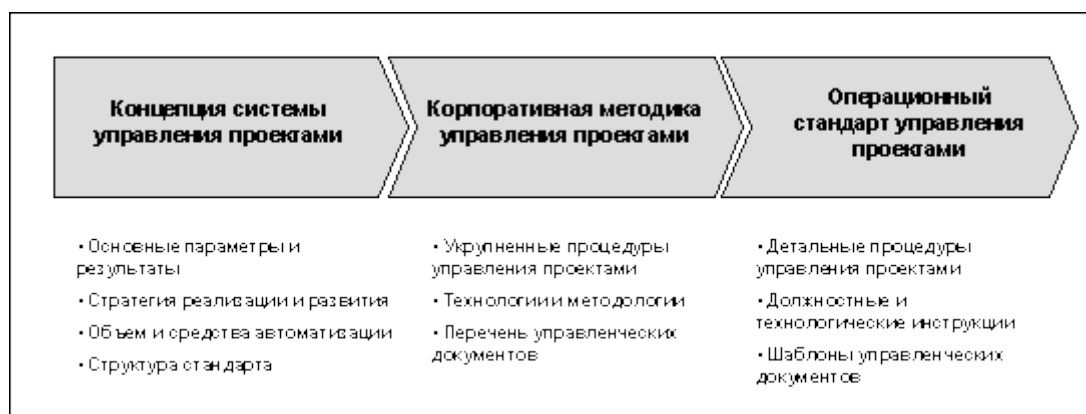 Концепция системы
управления проектами
Корпоративная методика
управления проектами
Операционный
стандарт управления
проектами
• Основные параметры и
результаты
• Стратегия реализации и развития
• Объем и средства автоматизации
• Структура стандарта
• Укрупненные процедуры
управления проектами
• Технологии и методологии
• Перечень управленческих
документов
• Детальные процедуры
управления проектами
• Должностные и
технологические инструкции
• Шаблоны управленческих
документов